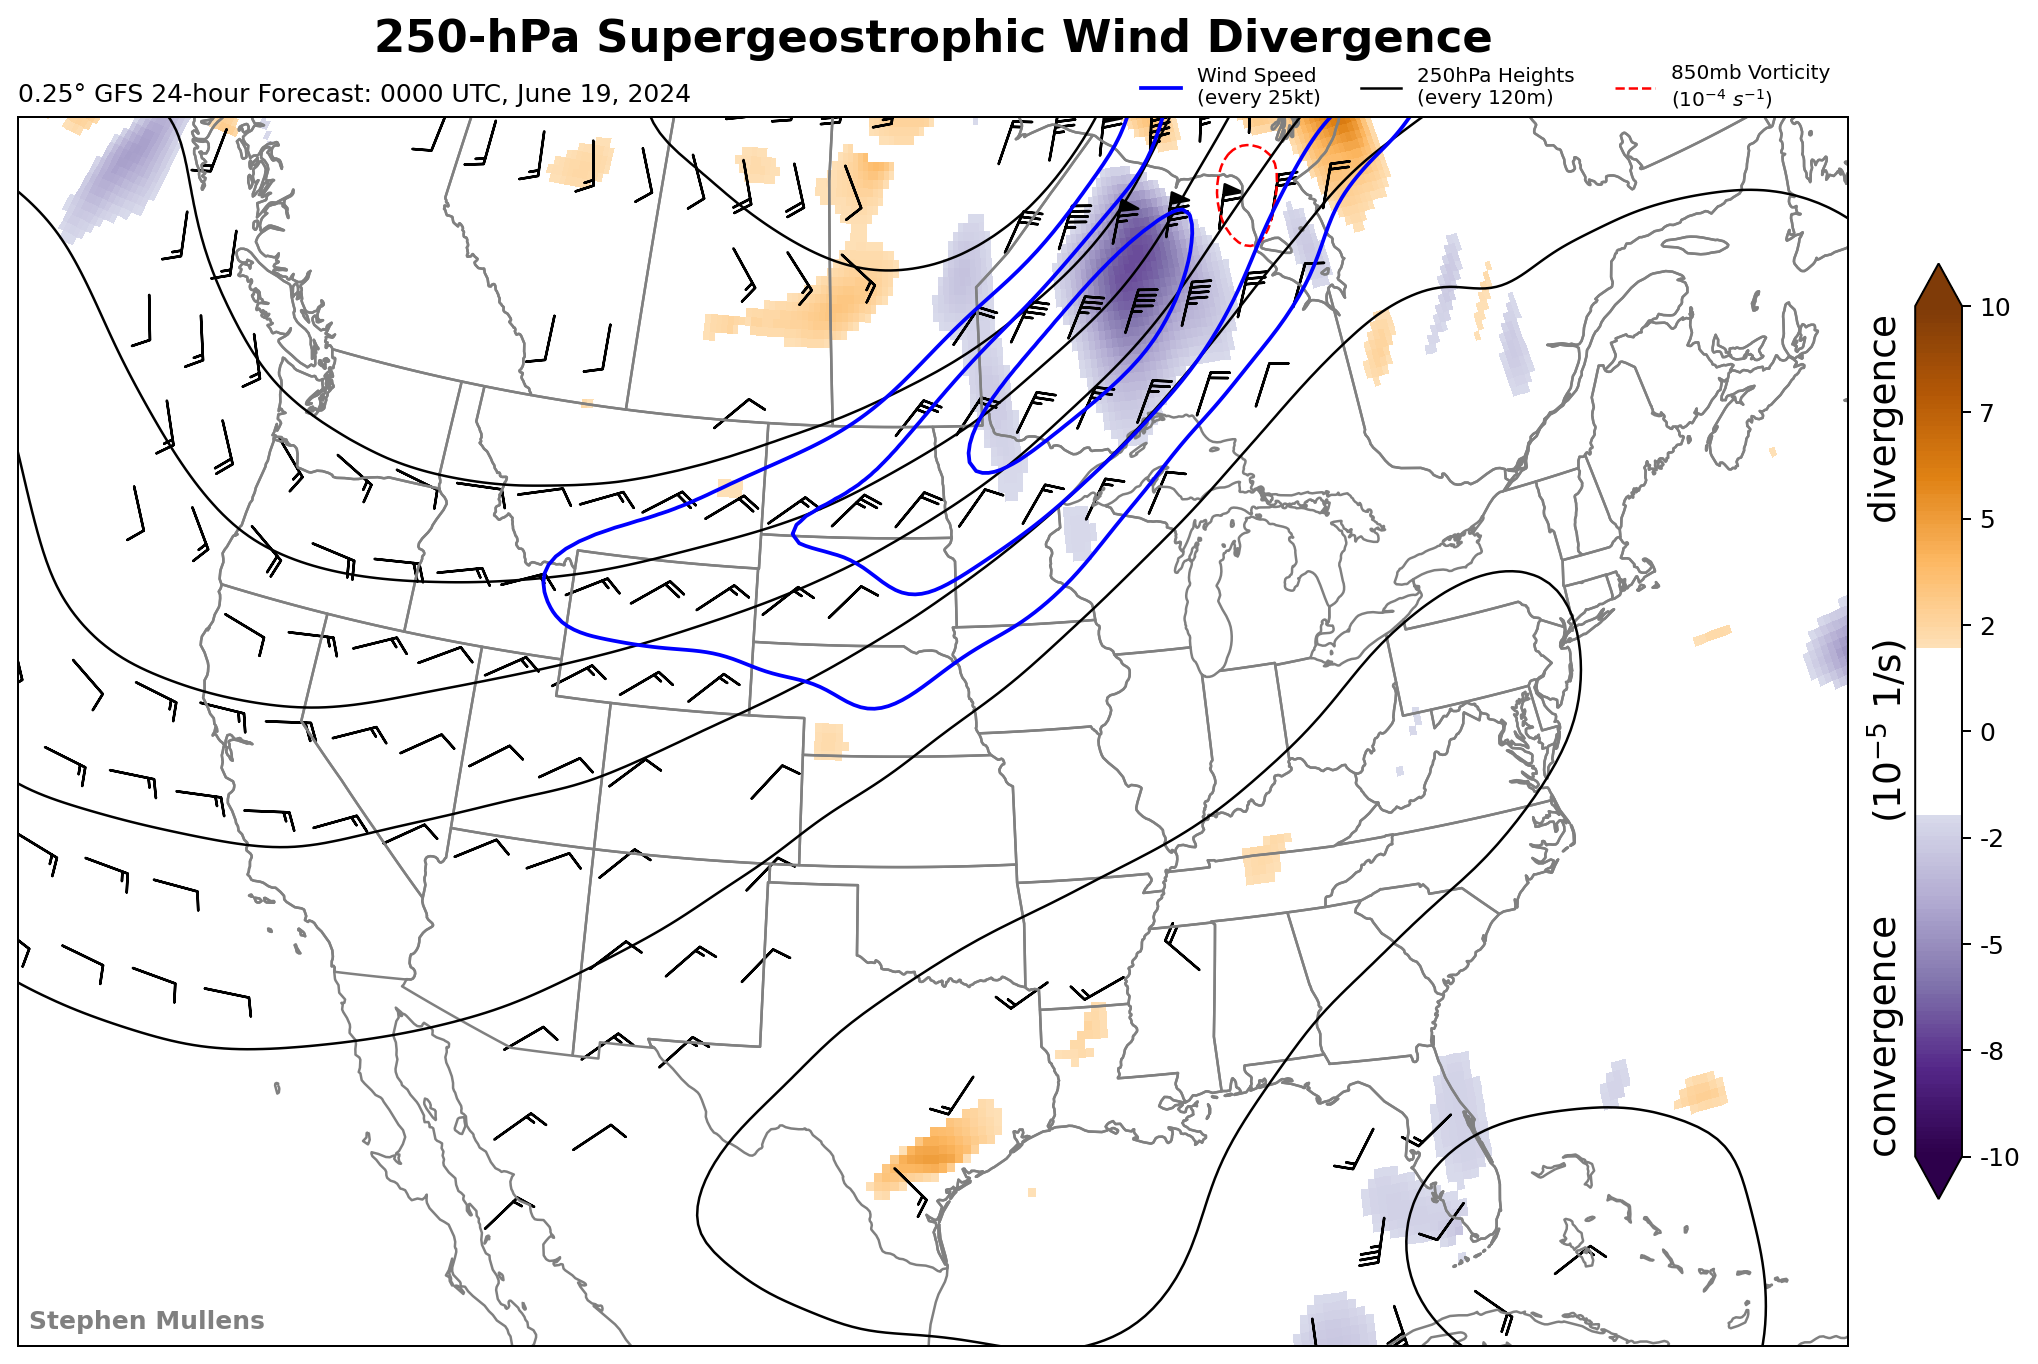 250-hPa Supergeostrophic Wind Divergence
0.25° GFS 24-hour Forecast: 0000 UTC, June 19, 2024
Wind Speed
(every 25kt)
250hPa Heights
(every 120m)
850mb Vorticity
(10⁻⁴ s⁻¹)
10
7
5
2
0
-2
-5
-8
-10
convergence (10⁻⁵ 1/s) divergence
Stephen Mullens